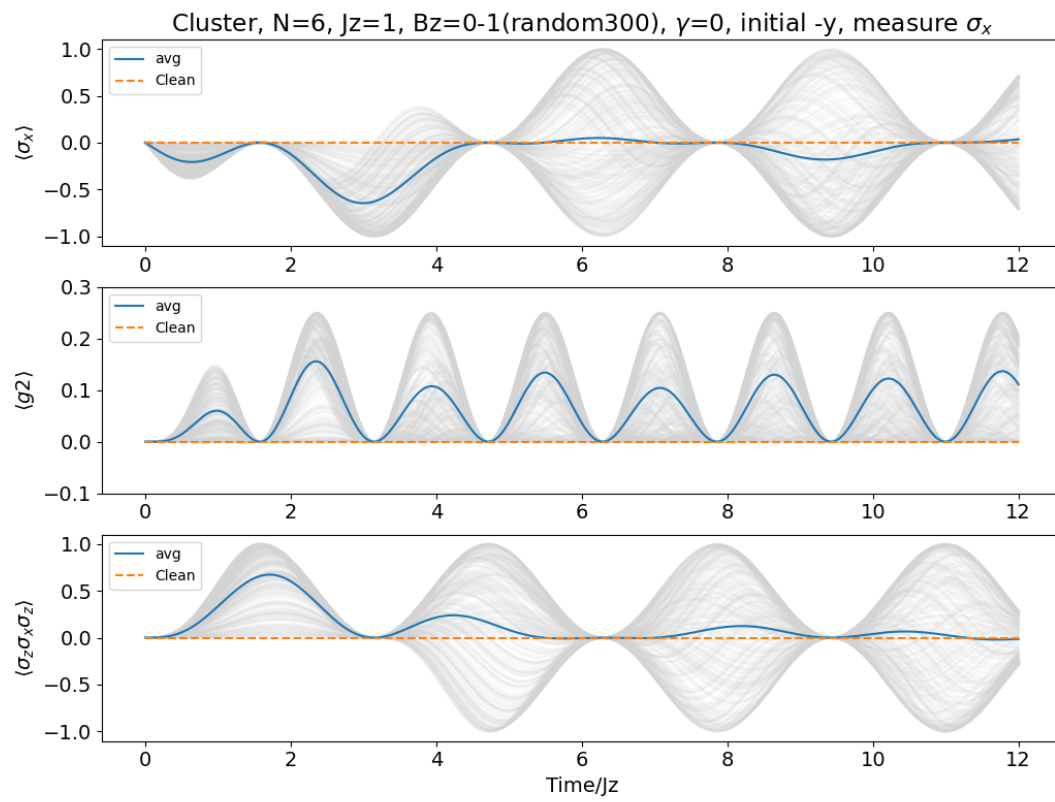 Cluster, N=6, Jz=1, Bz=0-1(random300), γ=0, initial -y, measure σₓ
1.0
0.5
0.0
−0.5
−1.0
⟨σₓ⟩
avg
Clean
0 2 4 6 8 10 12
0.3
0.2
0.1
0.0
−0.1
⟨g2⟩
avg
Clean
0 2 4 6 8 10 12
1.0
0.5
0.0
−0.5
−1.0
⟨σzσₓσz⟩
avg
Clean
0 2 4 6 8 10 12
Time/Jz